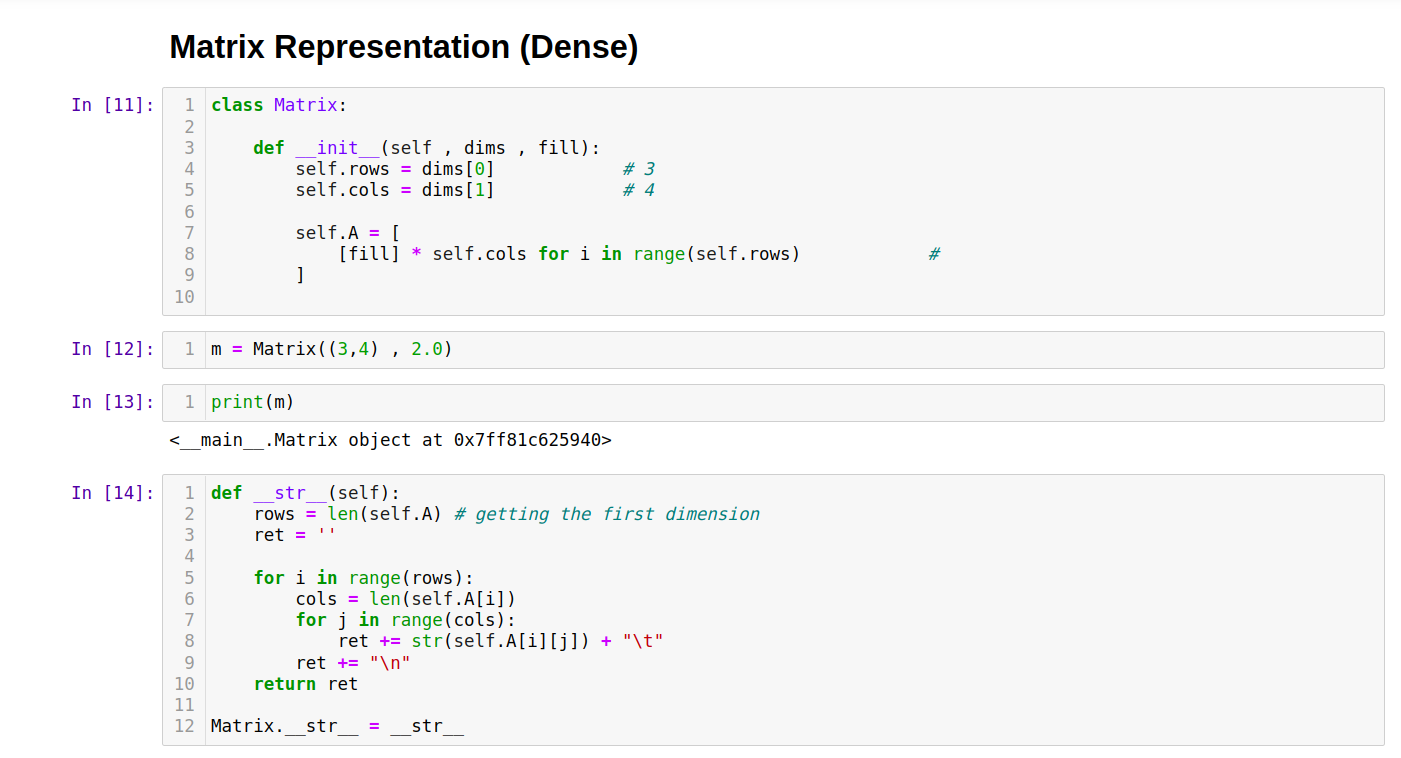 Matrix Representation (Dense)
In [11]:
1 class Matrix:
2
3     def __init__(self , dims , fill):
4         self.rows = dims[0]            # 3
5         self.cols = dims[1]            # 4
6
7         self.A = [
8             [fill] * self.cols for i in range(self.rows)            #
9         ]
10
In [12]:
1 m = Matrix((3,4) , 2.0)
In [13]:
1 print(m)
<__main__.Matrix object at 0x7ff81c625940>
In [14]:
1 def __str__(self):
2     rows = len(self.A) # getting the first dimension
3     ret = ''
4
5     for i in range(rows):
6         cols = len(self.A[i])
7         for j in range(cols):
8             ret += str(self.A[i][j]) + "\t"
9         ret += "\n"
10     return ret
11
12 Matrix.__str__ = __str__